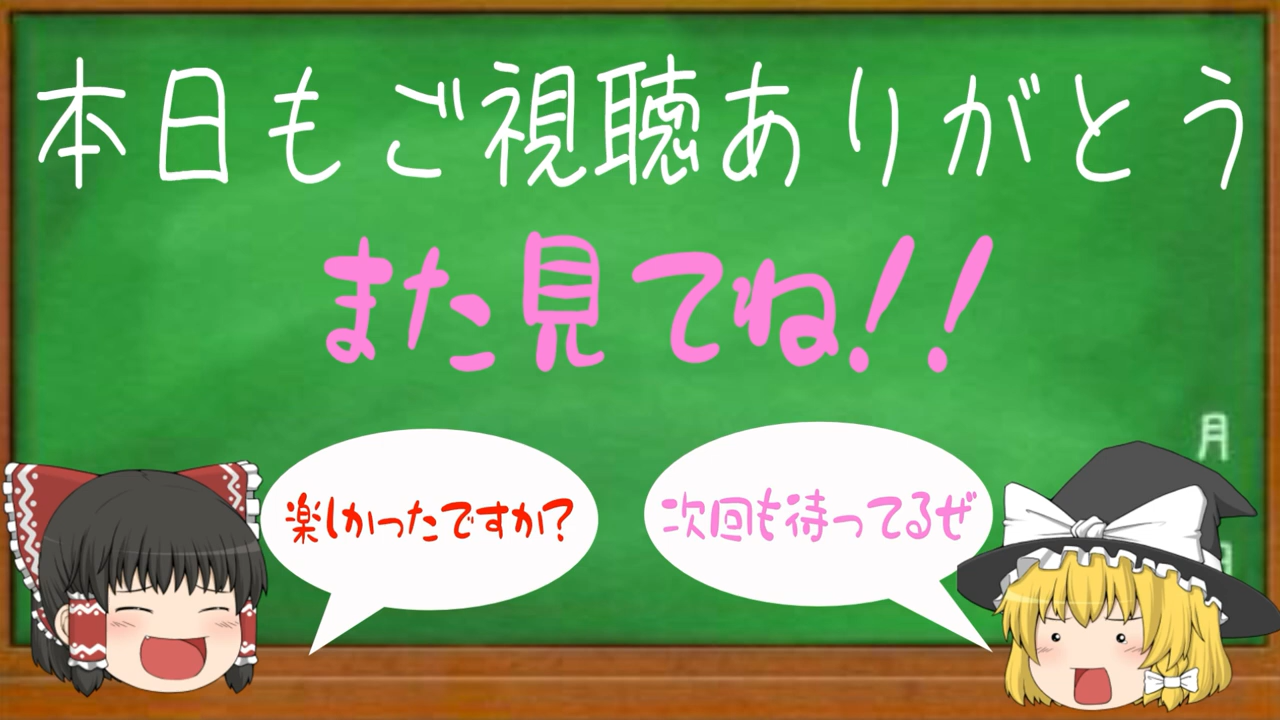 本日もご視聴ありがとう
また見てね!!
楽しかったですか?
次回も待ってるぜ
月